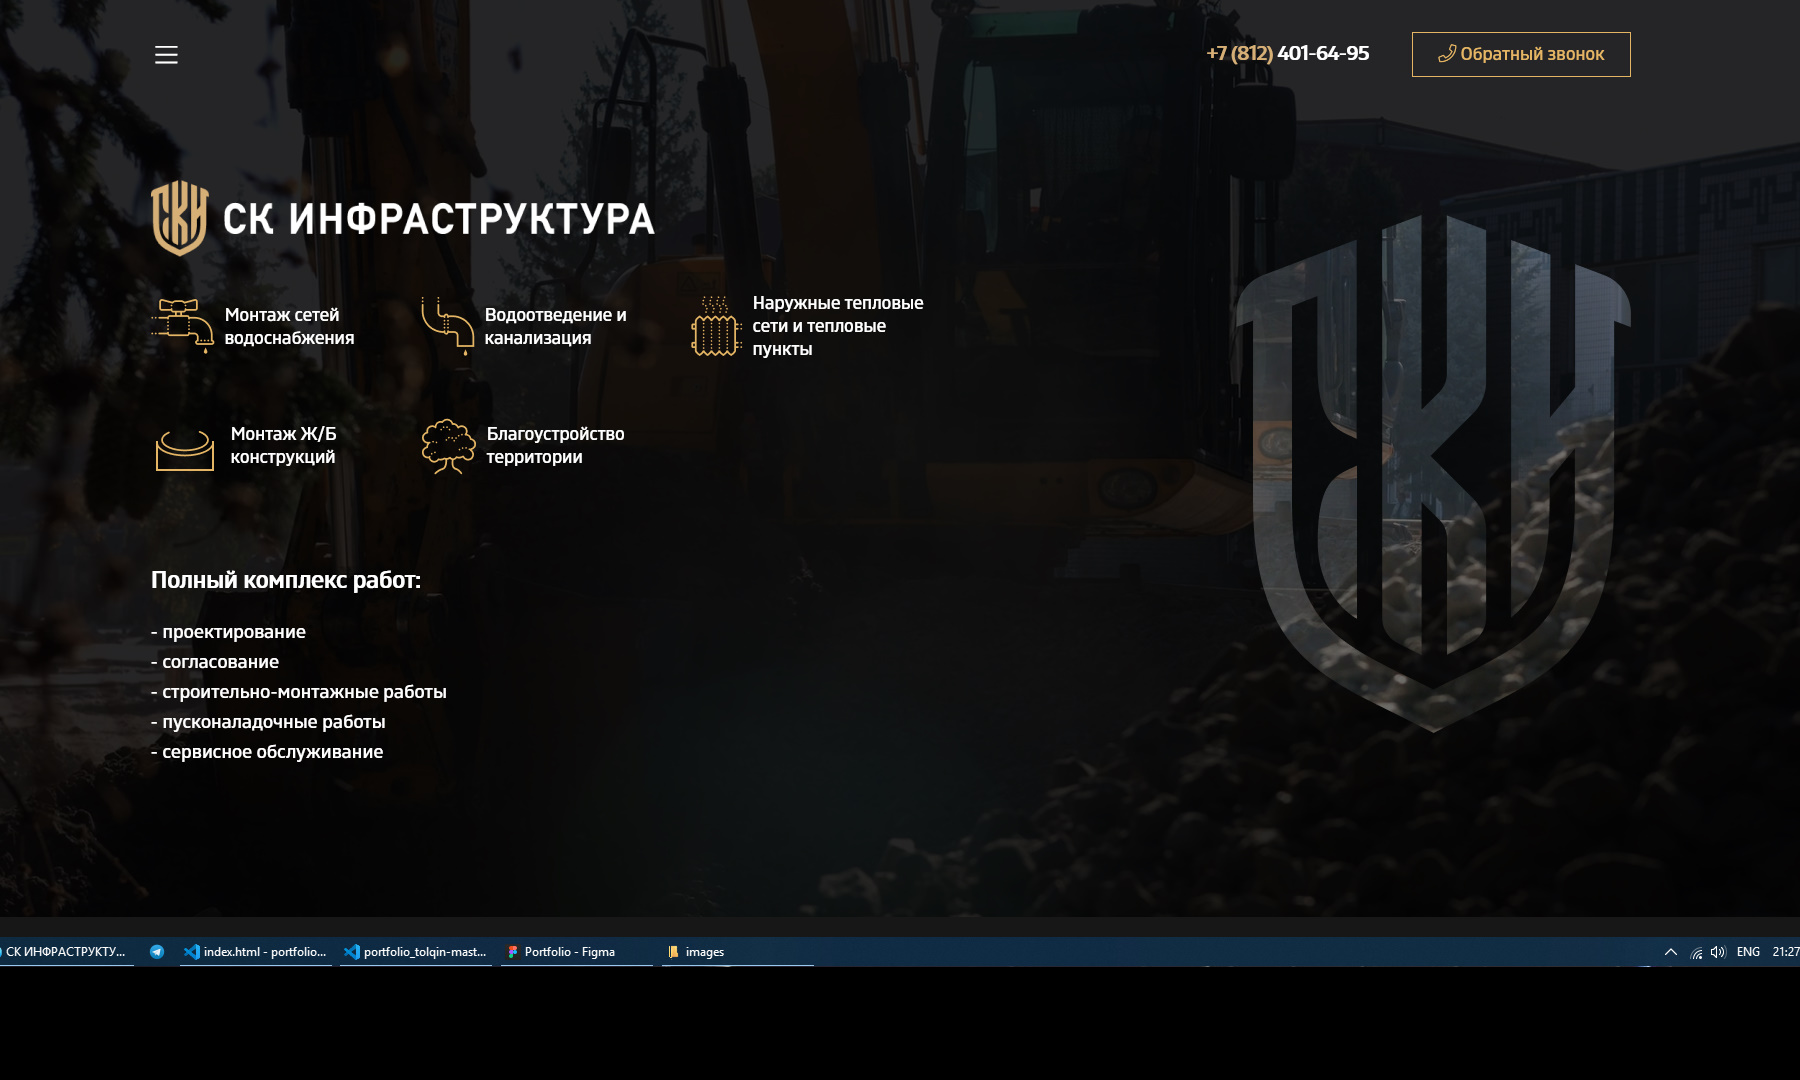 +7 (812) 401-64-95
Обратный звонок
СКИ
СК ИНФРАСТРУКТУРА
Монтаж сетей
водоснабжения
Водоотведение и
канализация
Наружные тепловые
сети и тепловые
пункты
Монтаж Ж/Б
конструкций
Благоустройство
территории
СКИ
Полный комплекс работ:
- проектирование
- согласование
- строительно-монтажные работы
- пусконаладочные работы
- сервисное обслуживание
СК ИНФРАСТРУКТУ...
index.html - portfolio...
portfolio_tolqin-mast...
Portfolio - Figma
images
ENG
21:27